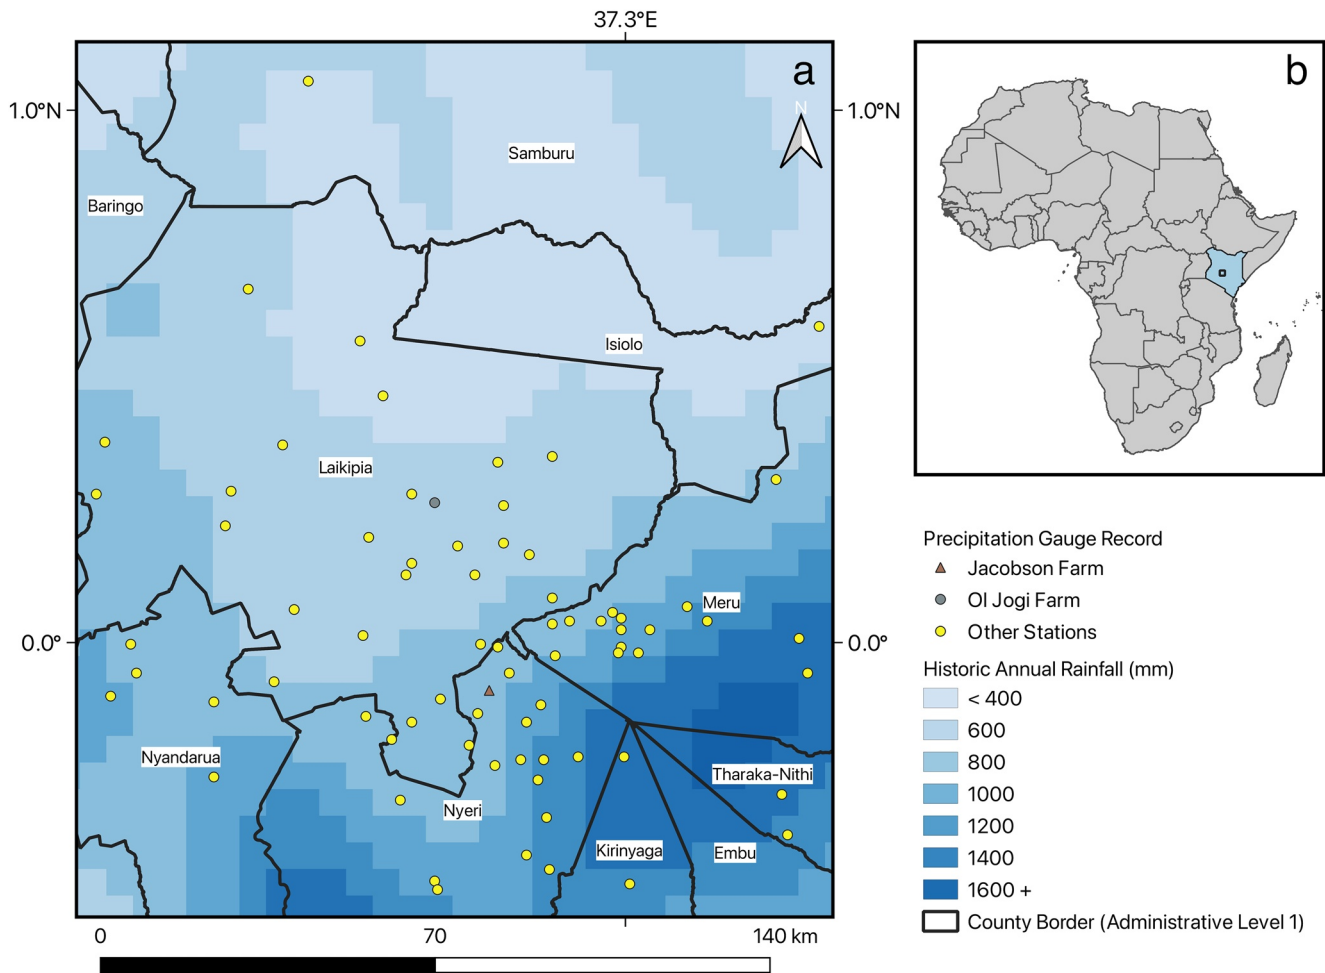 37.3°E
a
b
1.0°N
N
1.0°N
Samburu
Baringo
Isiolo
Laikipia
Precipitation Gauge Record
Jacobson Farm
Ol Jogi Farm
Other Stations
Meru
0.0°
0.0°
Historic Annual Rainfall (mm)
< 400
600
800
1000
1200
1400
1600 +
Nyandarua
Tharaka-Nithi
Nyeri
Kirinyaga
Embu
County Border (Administrative Level 1)
0
70
140 km